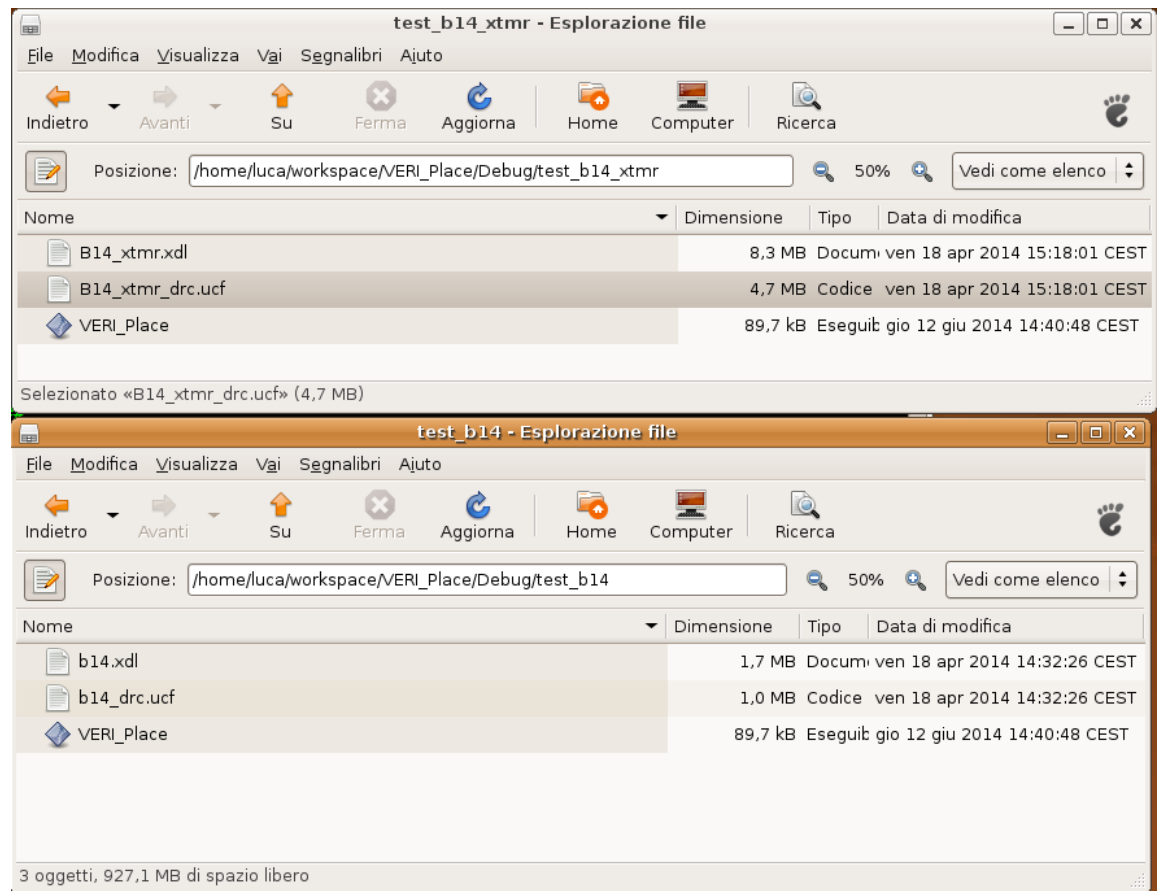 test_b14_xtmr - Esplorazione file
File Modifica Visualizza Vai Segnalibri Aiuto
Indietro Avanti Su Ferma Aggiorna Home Computer Ricerca
Posizione: /home/luca/workspace/VERI_Place/Debug/test_b14_xtmr 50% Vedi come elenco
Nome Dimensione Tipo Data di modifica
B14_xtmr.xdl 8,3 MB Docum ven 18 apr 2014 15:18:01 CEST
B14_xtmr_drc.ucf 4,7 MB Codice ven 18 apr 2014 15:18:01 CEST
VERI_Place 89,7 kB Eseguib gio 12 giu 2014 14:40:48 CEST
Selezionato «B14_xtmr_drc.ucf» (4,7 MB)
test_b14 - Esplorazione file
File Modifica Visualizza Vai Segnalibri Aiuto
Indietro Avanti Su Ferma Aggiorna Home Computer Ricerca
Posizione: /home/luca/workspace/VERI_Place/Debug/test_b14 50% Vedi come elenco
Nome Dimensione Tipo Data di modifica
b14.xdl 1,7 MB Docum ven 18 apr 2014 14:32:26 CEST
b14_drc.ucf 1,0 MB Codice ven 18 apr 2014 14:32:26 CEST
VERI_Place 89,7 kB Eseguib gio 12 giu 2014 14:40:48 CEST
3 oggetti, 927,1 MB di spazio libero